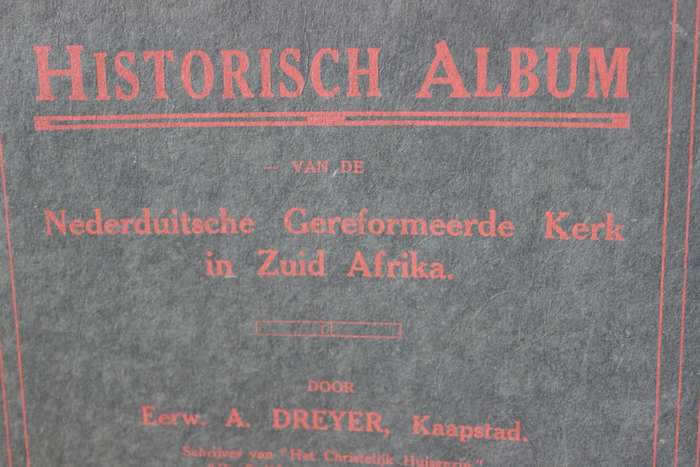 HISTORISCH ALBUM
— VAN DE
Nederduitsche Gereformeerde Kerk
in Zuid Afrika.
DOOR
Eerw. A. DREYER, Kaapstad.
Schrijver van "Het Christelijk Huisgezin,"